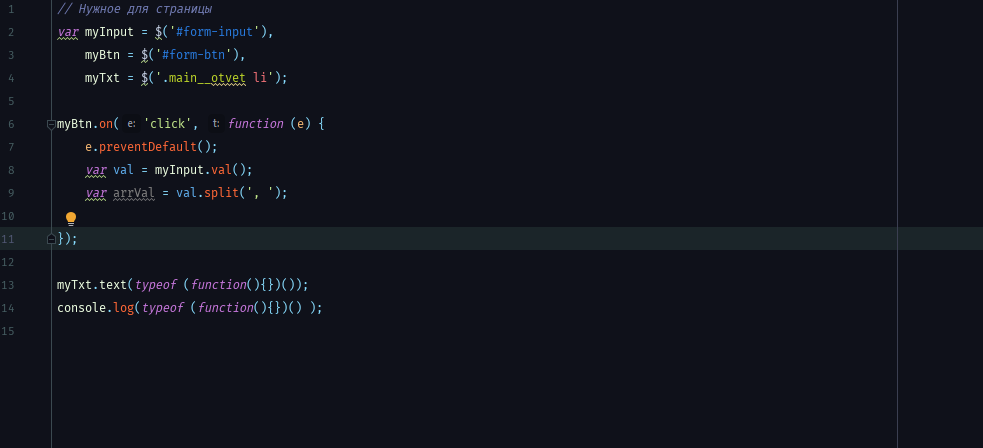 1 // Нужное для страницы
2 var myInput = $('#form-input'),
3 myBtn = $('#form-btn'),
4 myTxt = $('.main__otvet li');
5
6 myBtn.on( e: 'click', t: function (e) {
7 e.preventDefault();
8 var val = myInput.val();
9 var arrVal = val.split(', ');
10
11 });
12
13 myTxt.text(typeof (function(){})());
14 console.log(typeof (function(){})() );
15